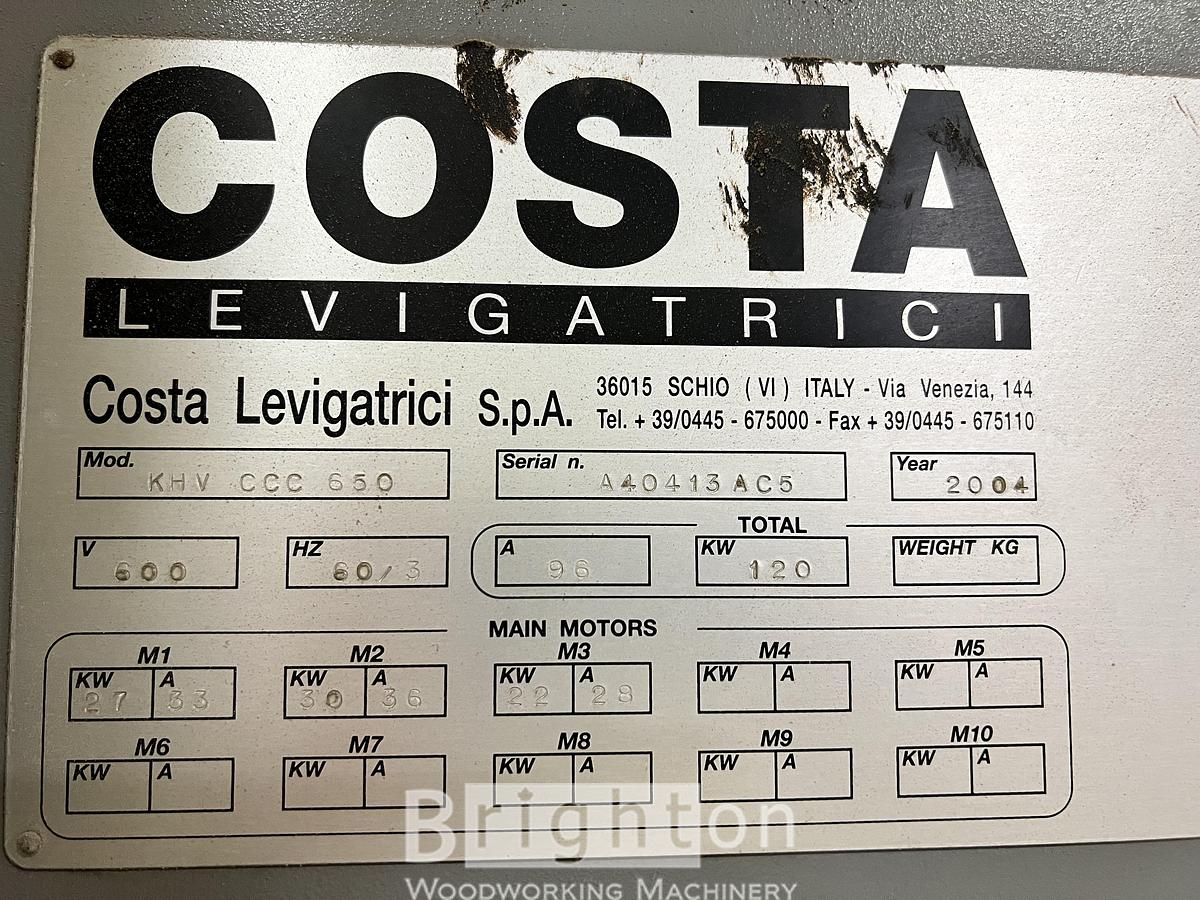 COSTA
LEVIGATRICI
Costa Levigatrici S.p.A.
36015 SCHIO (VI) ITALY - Via Venezia, 144
Tel. + 39/0445 - 675000 - Fax + 39/0445 - 675110
Mod. KHV CCC 650 Serial n. A40413AC5 Year 2004
TOTAL
V 600 HZ 60/3 A 96 KW 120 WEIGHT KG
MAIN MOTORS
M1 M2 M3 M4 M5
KW 27 A 33 KW 30 A 36 KW 22 A 28 KW A KW A
M6 M7 M8 M9 M10
KW A KW A KW A KW A KW A
Brighton
WOODWORKING MACHINERY